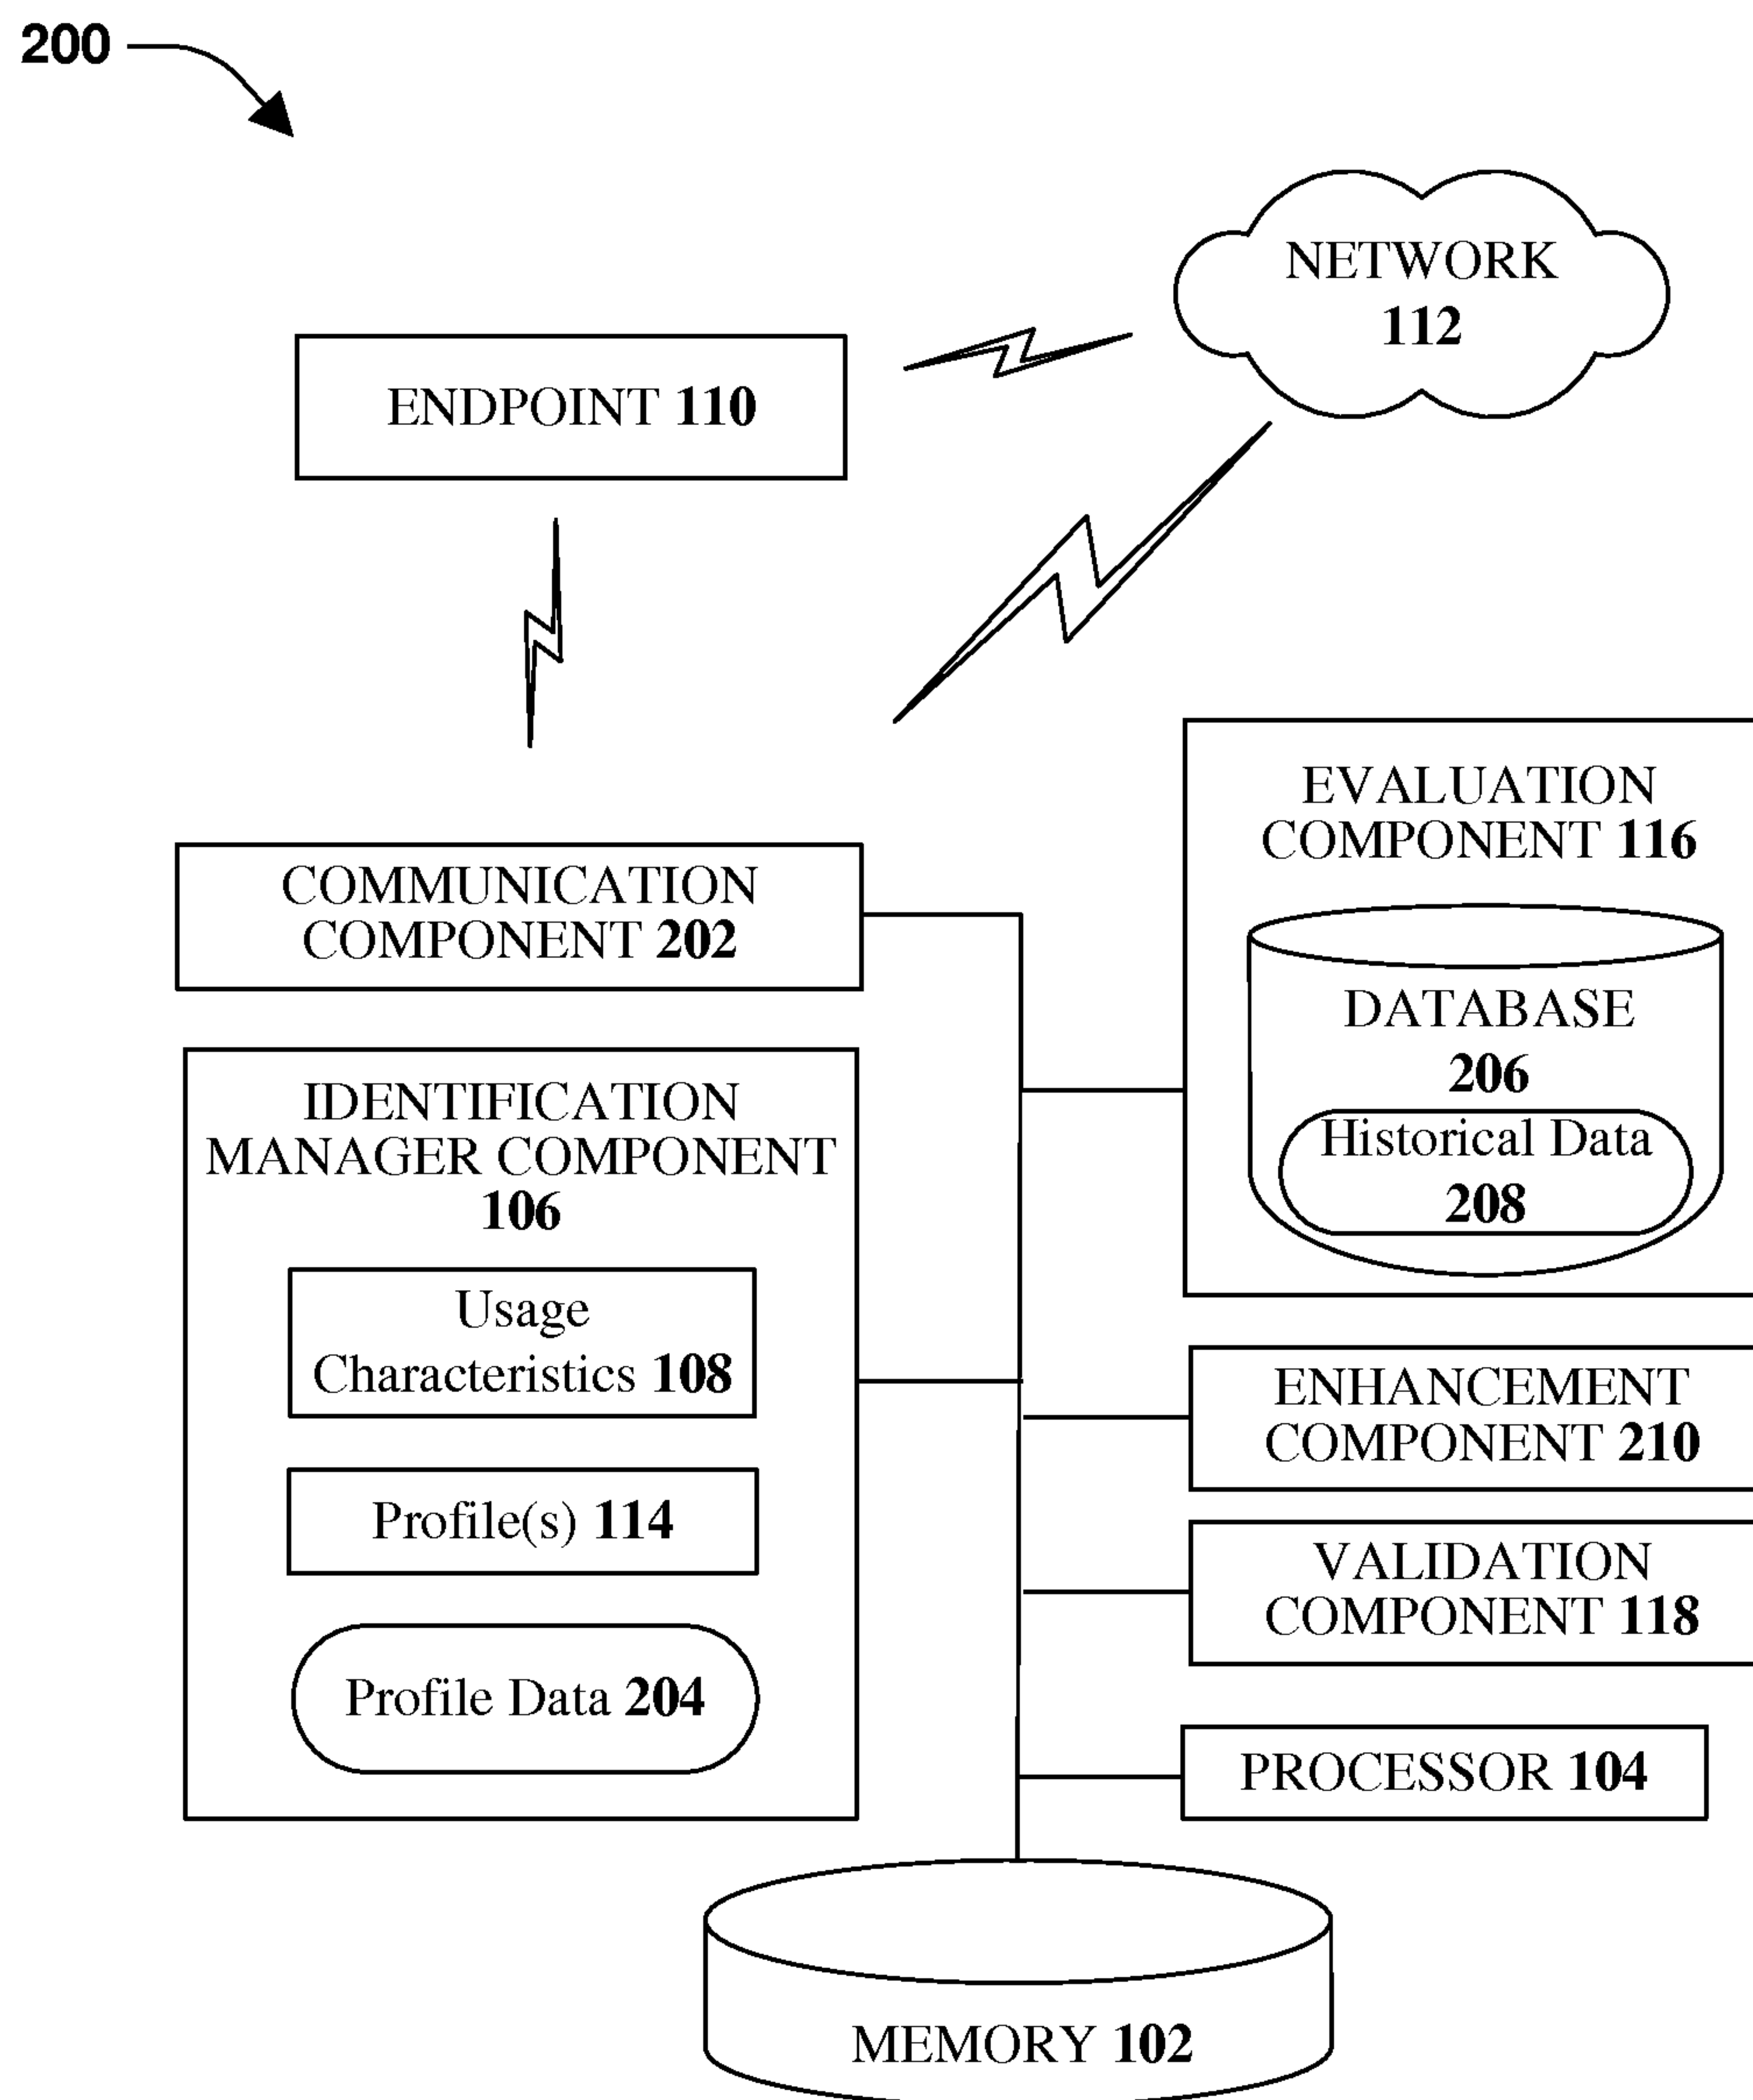 200
NETWORK
112
ENDPOINT 110
COMMUNICATION
COMPONENT 202
EVALUATION
COMPONENT 116
DATABASE
206
Historical Data
208
IDENTIFICATION
MANAGER COMPONENT
106
Usage
Characteristics 108
Profile(s) 114
Profile Data 204
ENHANCEMENT
COMPONENT 210
VALIDATION
COMPONENT 118
PROCESSOR 104
MEMORY 102